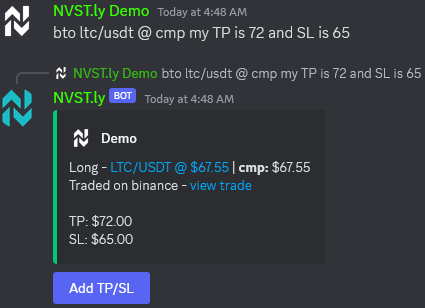 NVST.ly Demo Today at 4:48 AM
bto ltc/usdt @ cmp my TP is 72 and SL is 65
NVST.ly Demo bto ltc/usdt @ cmp my TP is 72 and SL is 65
NVST.ly BOT Today at 4:48 AM
Demo
Long - LTC/USDT @ $67.55 | cmp: $67.55
Traded on binance - view trade
TP: $72.00
SL: $65.00
Add TP/SL